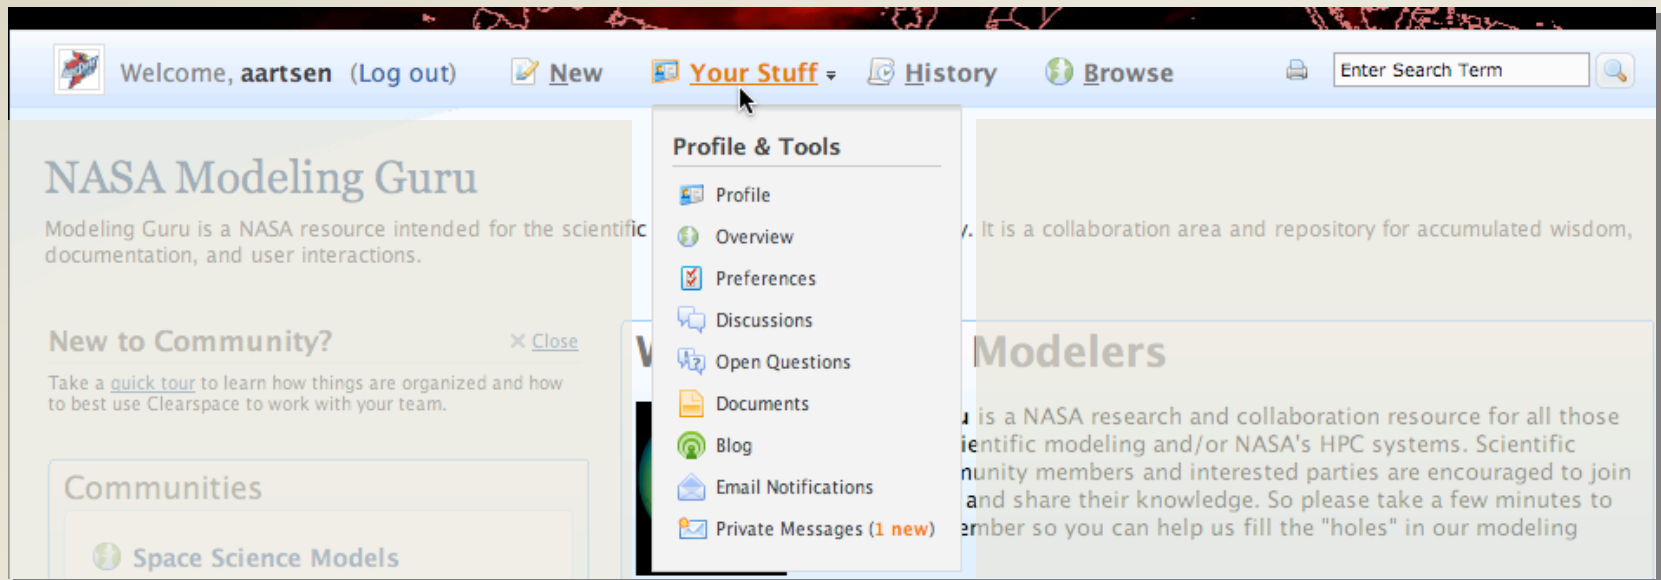 Welcome, aartsen (Log out) New Your Stuff History Browse Enter Search Term
Profile & Tools
Profile
Overview
Preferences
Discussions
Open Questions
Documents
Blog
Email Notifications
Private Messages (1 new)
NASA Modeling Guru
Modeling Guru is a NASA resource intended for the scientific y. It is a collaboration area and repository for accumulated wisdom,
documentation, and user interactions.
New to Community? Close
Take a quick tour to learn how things are organized and how
to best use Clearspace to work with your team.
Communities
Space Science Models
Modelers
is a NASA research and collaboration resource for all those
ientific modeling and/or NASA's HPC systems. Scientific
munity members and interested parties are encouraged to join
and share their knowledge. So please take a few minutes to
ember so you can help us fill the "holes" in our modeling